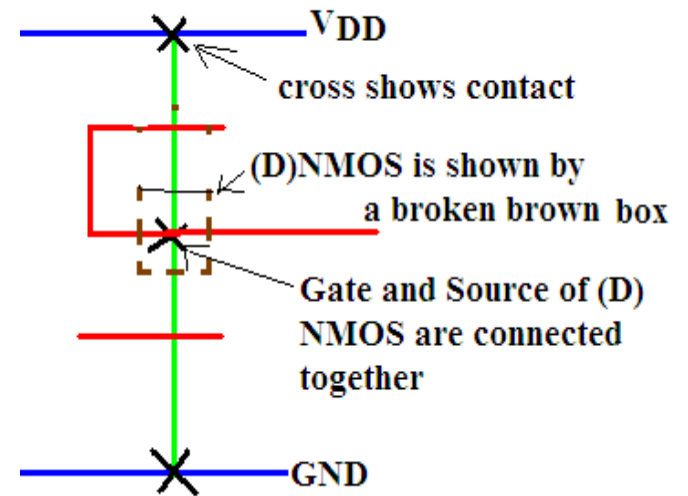 VDD
cross shows contact
(D)NMOS is shown by
a broken brown box
Gate and Source of (D)
NMOS are connected
together
GND